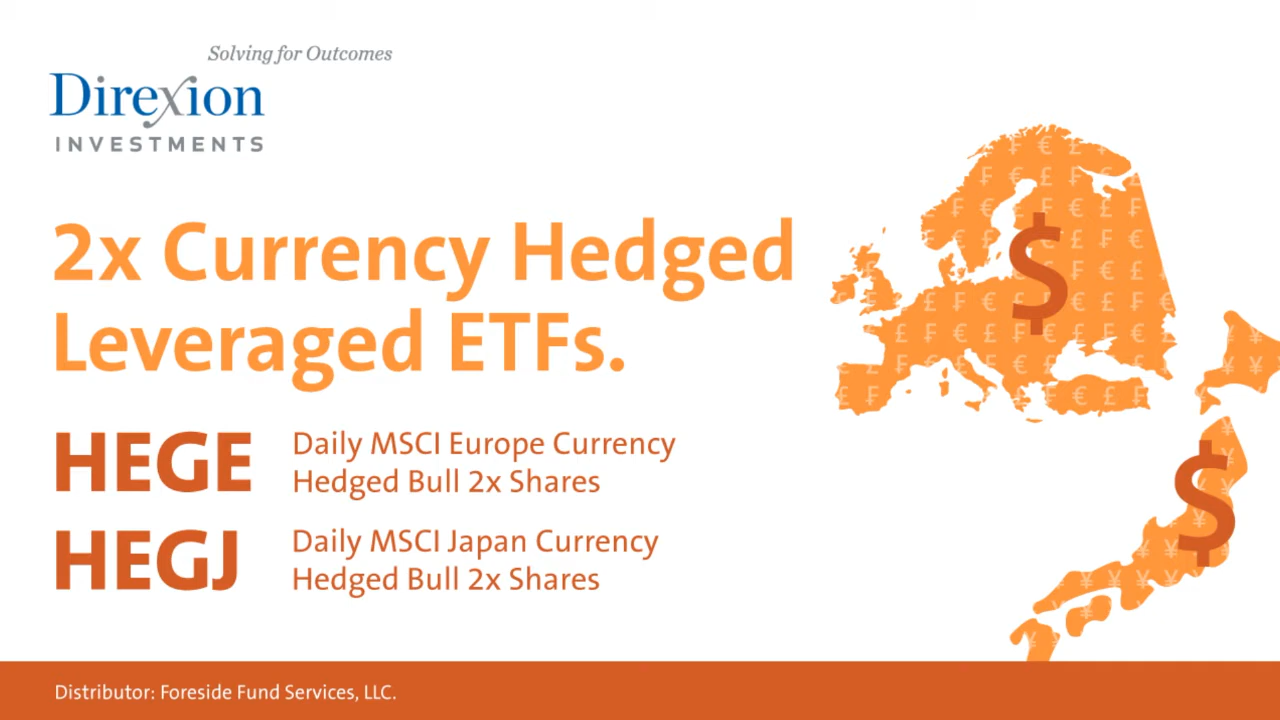 Solving for Outcomes
Direxion
INVESTMENTS
2x Currency Hedged
Leveraged ETFs.
HEGE
Daily MSCI Europe Currency
Hedged Bull 2x Shares
HEGJ
Daily MSCI Japan Currency
Hedged Bull 2x Shares
$
$
Distributor: Foreside Fund Services, LLC.